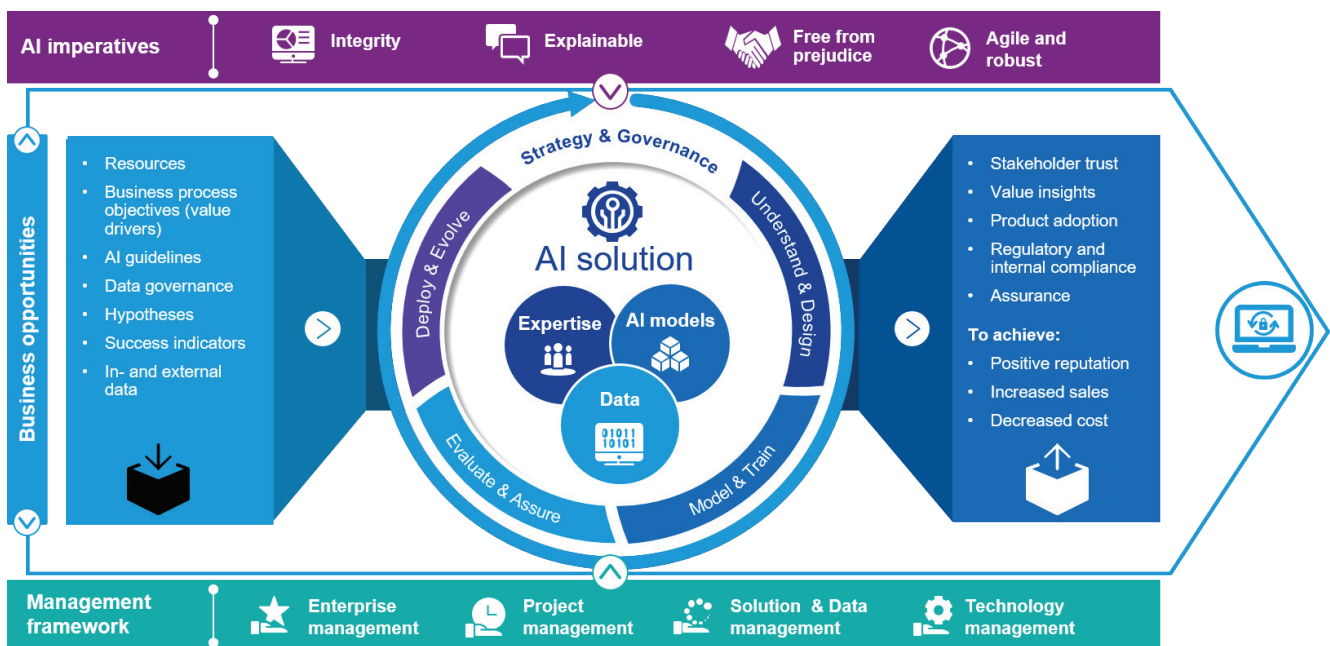 AI imperatives
Integrity
Explainable
Free from
prejudice
Agile and
robust
Business opportunities
• Resources
• Business process
objectives (value
drivers)
• AI guidelines
• Data governance
• Hypotheses
• Success indicators
• In- and external
data
Strategy & Governance
Understand & Design
Model & Train
Evaluate & Assure
Deploy & Evolve
AI solution
Expertise
AI models
Data
01011
10101
• Stakeholder trust
• Value insights
• Product adoption
• Regulatory and
internal compliance
• Assurance
To achieve:
• Positive reputation
• Increased sales
• Decreased cost
Management
framework
Enterprise
management
Project
management
Solution & Data
management
Technology
management